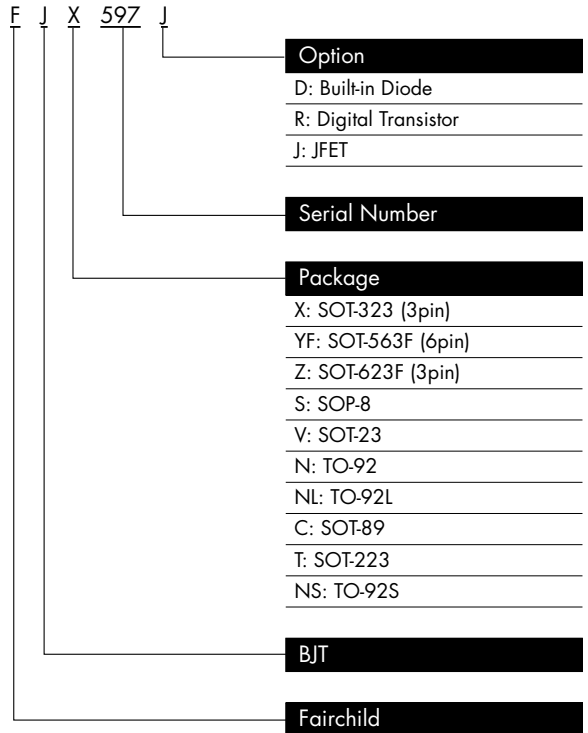 F J X 597 J
Option
D: Built-in Diode
R: Digital Transistor
J: JFET
Serial Number
Package
X: SOT-323 (3pin)
YF: SOT-563F (6pin)
Z: SOT-623F (3pin)
S: SOP-8
V: SOT-23
N: TO-92
NL: TO-92L
C: SOT-89
T: SOT-223
NS: TO-92S
BJT
Fairchild